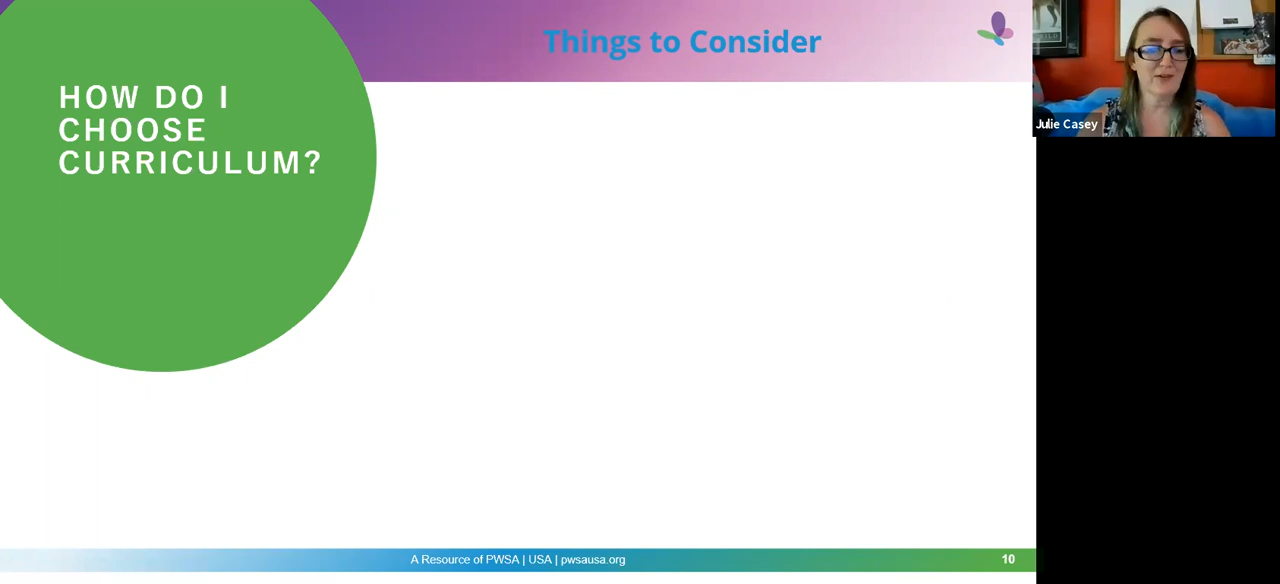 Things to Consider
HOW DO I
CHOOSE
CURRICULUM?
Julie Casey
A Resource of PWSA | USA | pwsausa.org
10